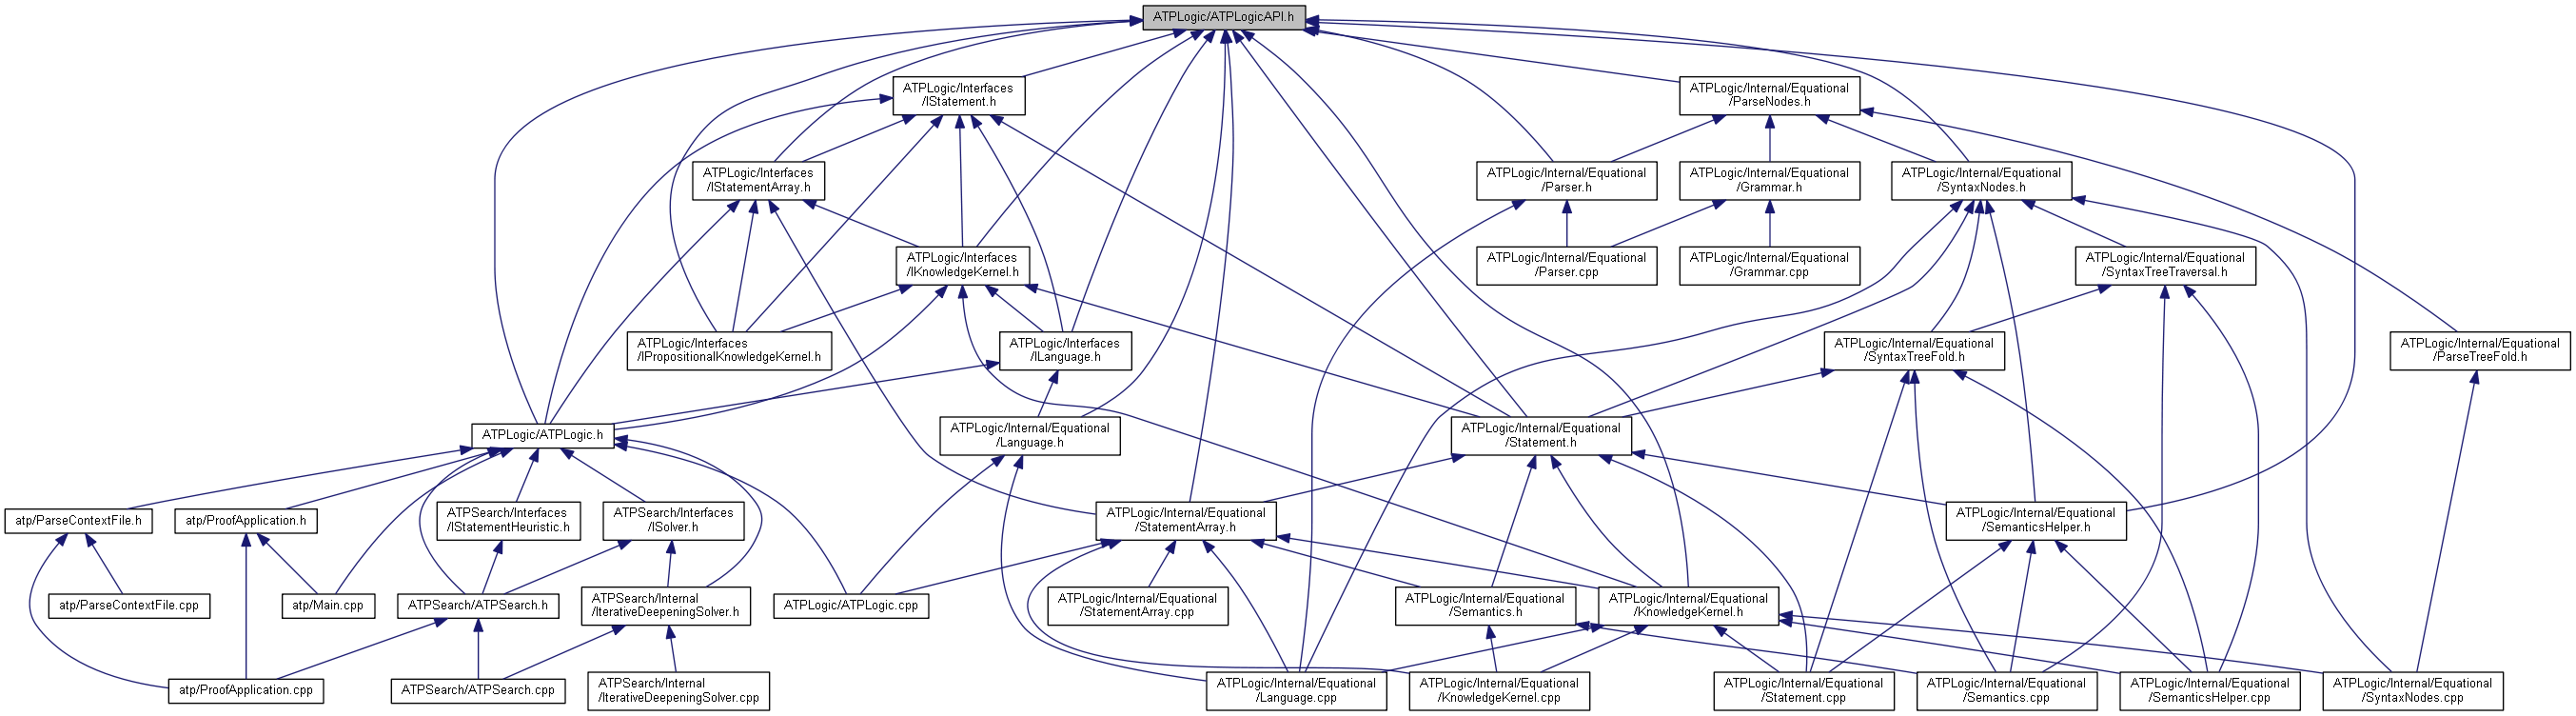 ATPLogic/ATPLogicAPI.h
ATPLogic/Interfaces
/IStatement.h
ATPLogic/Internal/Equational
/ParseNodes.h
ATPLogic/Interfaces
/IStatementArray.h
ATPLogic/Internal/Equational
/Parser.h
ATPLogic/Internal/Equational
/Grammar.h
ATPLogic/Internal/Equational
/SyntaxNodes.h
ATPLogic/Interfaces
/IKnowledgeKernel.h
ATPLogic/Internal/Equational
/Parser.cpp
ATPLogic/Internal/Equational
/Grammar.cpp
ATPLogic/Internal/Equational
/SyntaxTreeTraversal.h
ATPLogic/Interfaces
/IPropositionalKnowledgeKernel.h
ATPLogic/Interfaces
/ILanguage.h
ATPLogic/Internal/Equational
/SyntaxTreeFold.h
ATPLogic/Internal/Equational
/ParseTreeFold.h
ATPLogic/ATPLogic.h
ATPLogic/Internal/Equational
/Language.h
ATPLogic/Internal/Equational
/Statement.h
atp/ParseContextFile.h
atp/ProofApplication.h
ATPSearch/Interfaces
/IStatementHeuristic.h
ATPSearch/Interfaces
/ISolver.h
ATPLogic/Internal/Equational
/StatementArray.h
ATPLogic/Internal/Equational
/SemanticsHelper.h
atp/ParseContextFile.cpp
atp/Main.cpp
ATPSearch/ATPSearch.h
ATPSearch/Internal
/IterativeDeepeningSolver.h
ATPLogic/ATPLogic.cpp
ATPLogic/Internal/Equational
/StatementArray.cpp
ATPLogic/Internal/Equational
/Semantics.h
ATPLogic/Internal/Equational
/KnowledgeKernel.h
atp/ProofApplication.cpp
ATPSearch/ATPSearch.cpp
ATPSearch/Internal
/IterativeDeepeningSolver.cpp
ATPLogic/Internal/Equational
/Language.cpp
ATPLogic/Internal/Equational
/KnowledgeKernel.cpp
ATPLogic/Internal/Equational
/Statement.cpp
ATPLogic/Internal/Equational
/Semantics.cpp
ATPLogic/Internal/Equational
/SemanticsHelper.cpp
ATPLogic/Internal/Equational
/SyntaxNodes.cpp